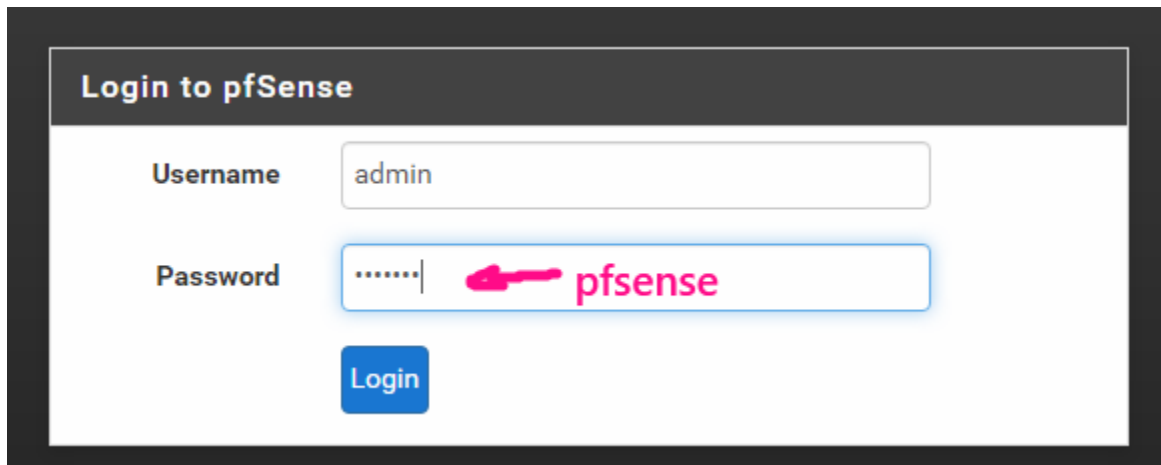 Login to pfSense
Username admin
Password ••••••• pfsense
Login